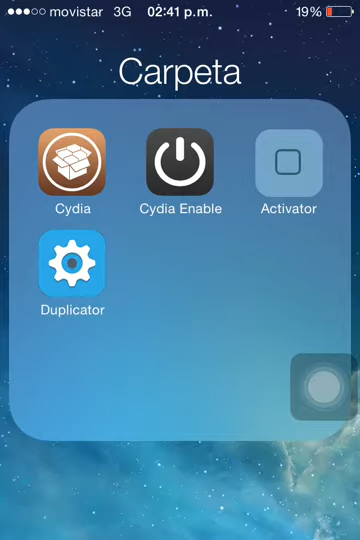 movistar 3G 02:41 p.m. 19%
Carpeta
Cydia Cydia Enable Activator
Duplicator